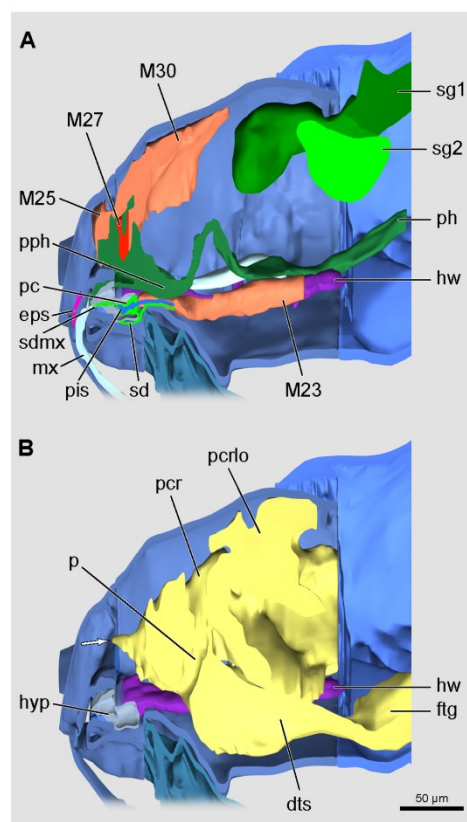 A
M30
M27
M25
pph
pc
eps
sdmx
mx
pis
sd
M23
sg1
sg2
ph
hw
B
pcrlo
pcr
p
hyp
dts
hw
ftg
50 µm